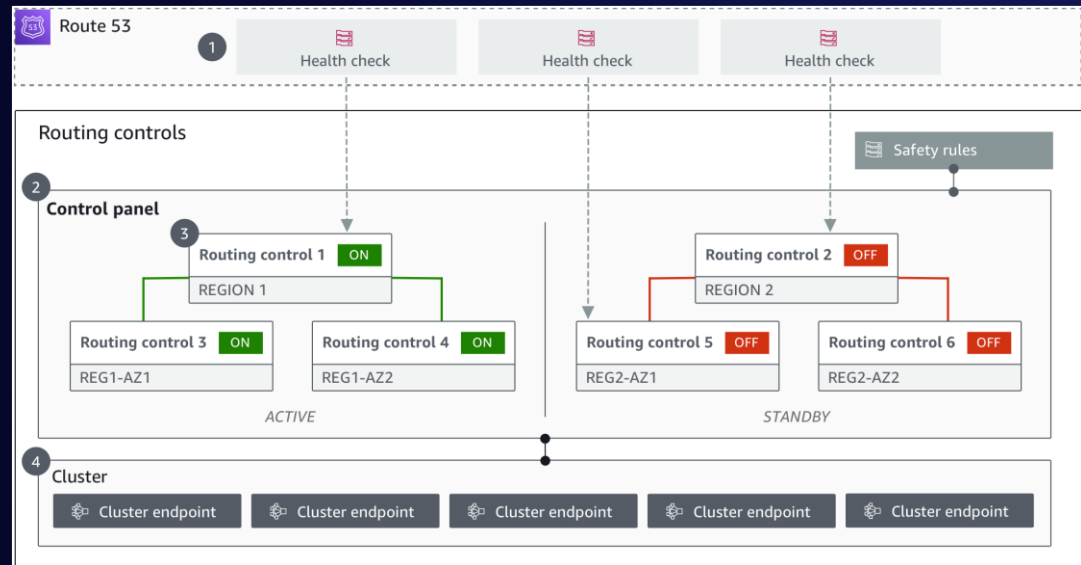 53
Route 53
1
Health check
Health check
Health check
Routing controls
Safety rules
2
Control panel
3
Routing control 1 ON
REGION 1
Routing control 2 OFF
REGION 2
Routing control 3 ON
REG1-AZ1
Routing control 4 ON
REG1-AZ2
Routing control 5 OFF
REG2-AZ1
Routing control 6 OFF
REG2-AZ2
ACTIVE
STANDBY
4
Cluster
Cluster endpoint
Cluster endpoint
Cluster endpoint
Cluster endpoint
Cluster endpoint